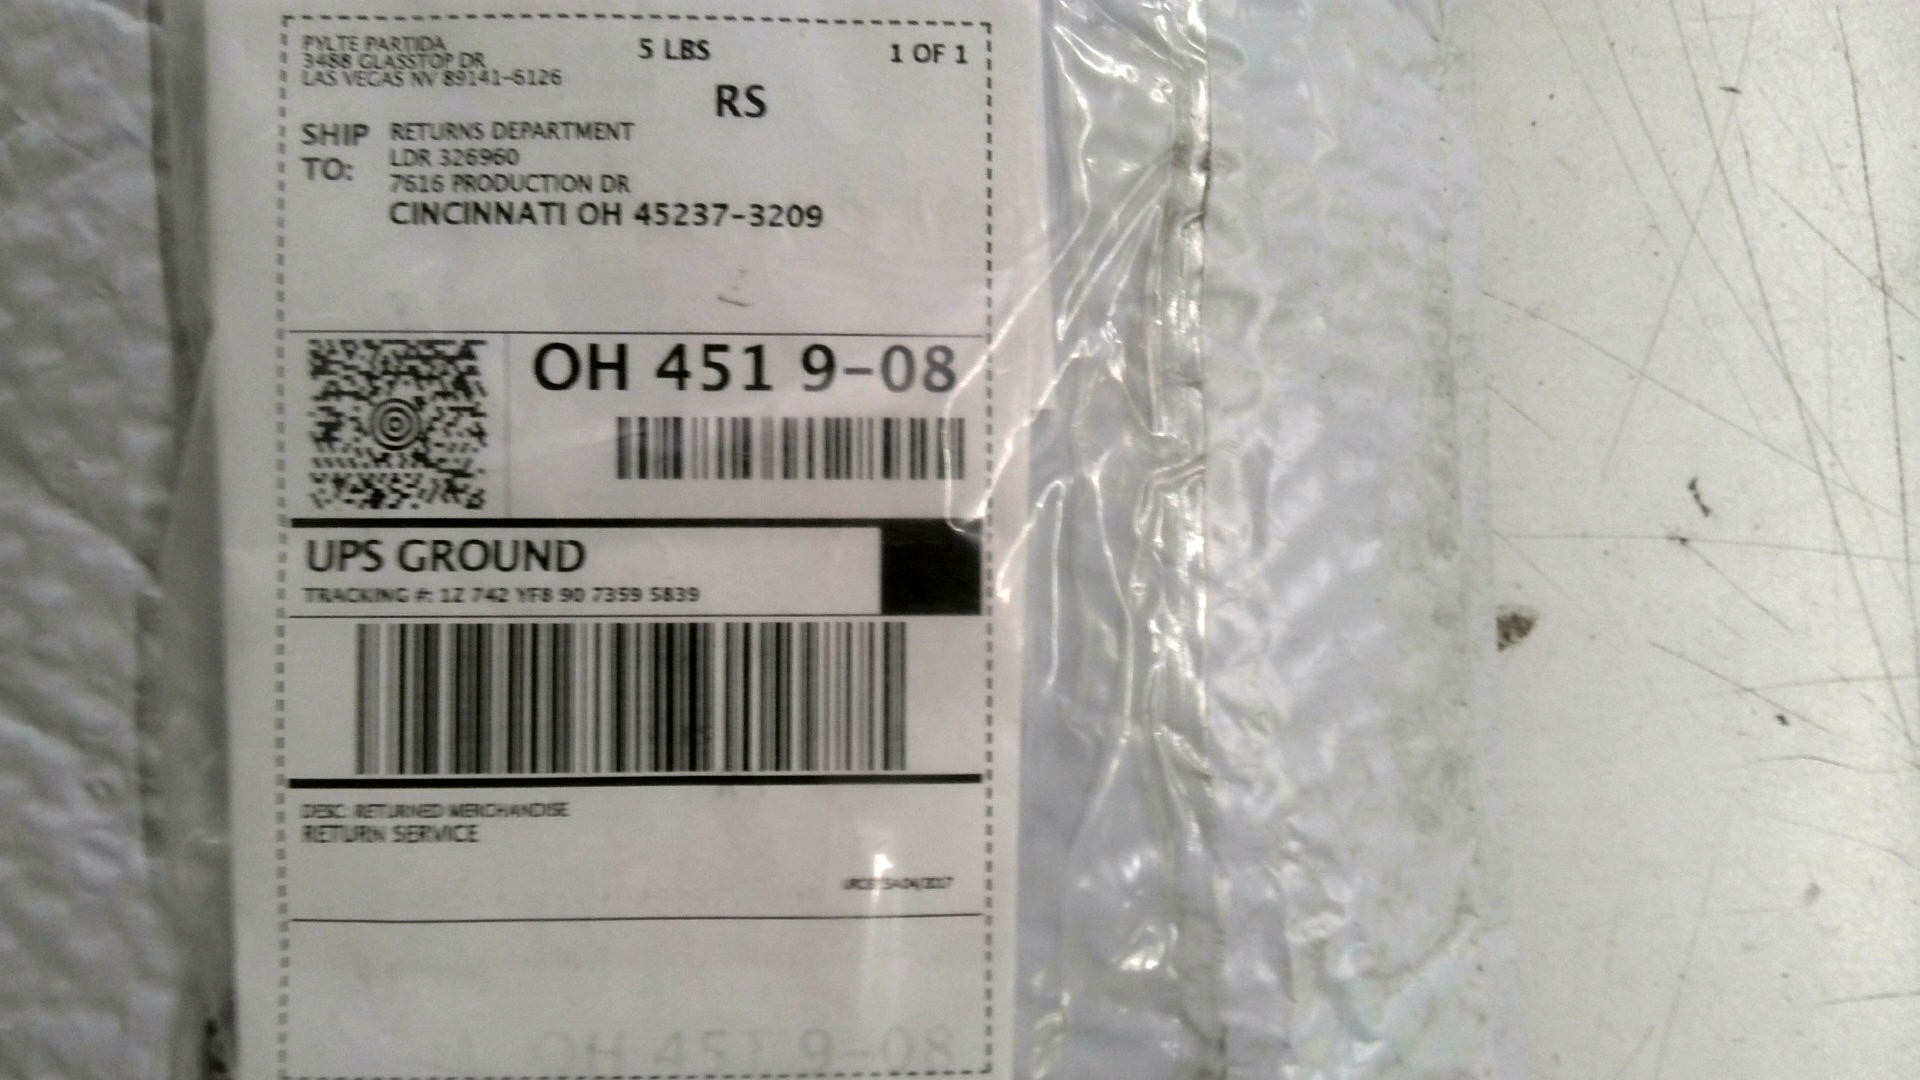 PYLTE PARTIDA
3488 GLASSTOP DR
LAS VEGAS NV 89141-6126
5 LBS
1 OF 1
RS
SHIP TO:
RETURNS DEPARTMENT
LDR 326960
7616 PRODUCTION DR
CINCINNATI OH 45237-3209
OH 451 9-08
UPS GROUND
TRACKING #: 1Z 742 YF8 90 7359 5839
DESC: RETURNED MERCHANDISE
RETURN SERVICE
OH 451 9-08